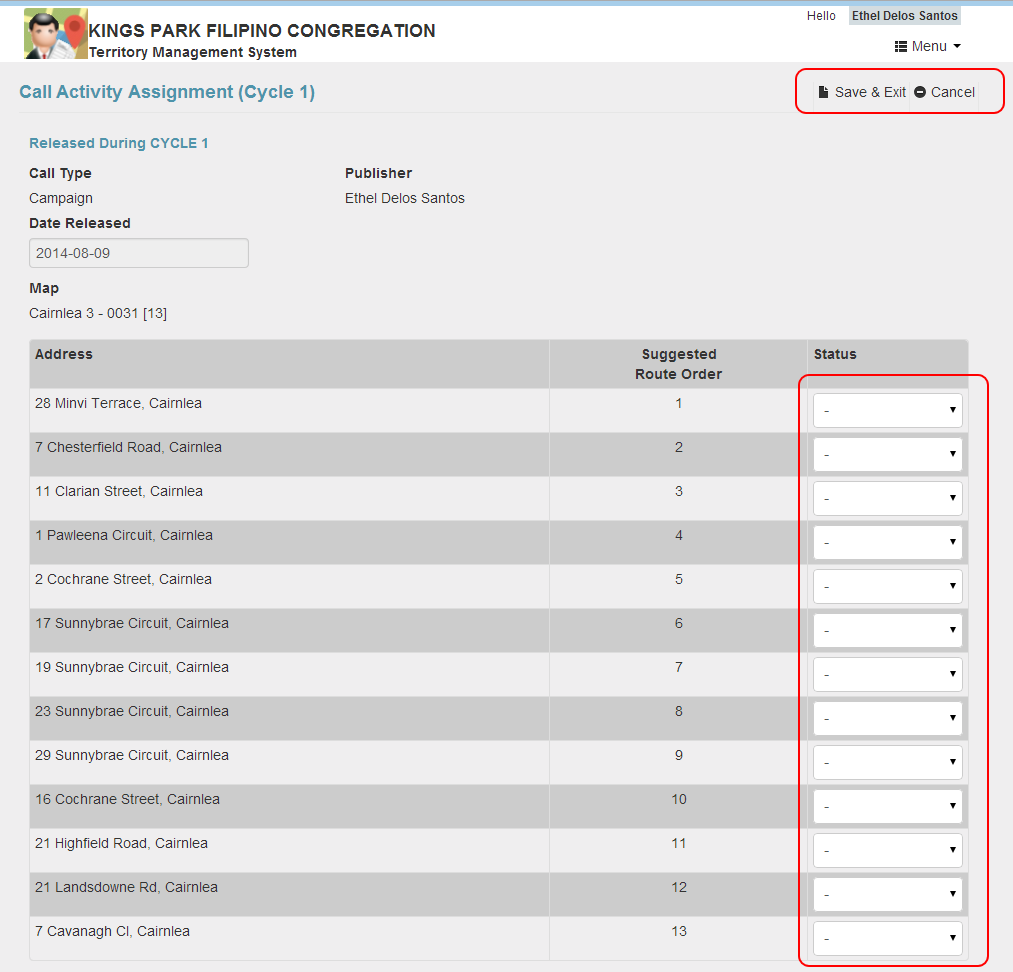 Hello Ethel Delos Santos
KINGS PARK FILIPINO CONGREGATION
Territory Management System
Menu
Call Activity Assignment (Cycle 1)
Save & Exit Cancel
Released During CYCLE 1
Call Type Publisher
Campaign Ethel Delos Santos
Date Released
2014-08-09
Map
Cairnlea 3 - 0031 [13]
Address Suggested Status
Route Order
28 Minvi Terrace, Cairnlea 1 -
7 Chesterfield Road, Cairnlea 2 -
11 Clarian Street, Cairnlea 3 -
1 Pawleena Circuit, Cairnlea 4 -
2 Cochrane Street, Cairnlea 5 -
17 Sunnybrae Circuit, Cairnlea 6 -
19 Sunnybrae Circuit, Cairnlea 7 -
23 Sunnybrae Circuit, Cairnlea 8 -
29 Sunnybrae Circuit, Cairnlea 9 -
16 Cochrane Street, Cairnlea 10 -
21 Highfield Road, Cairnlea 11 -
21 Landsdowne Rd, Cairnlea 12 -
7 Cavanagh Cl, Cairnlea 13 -